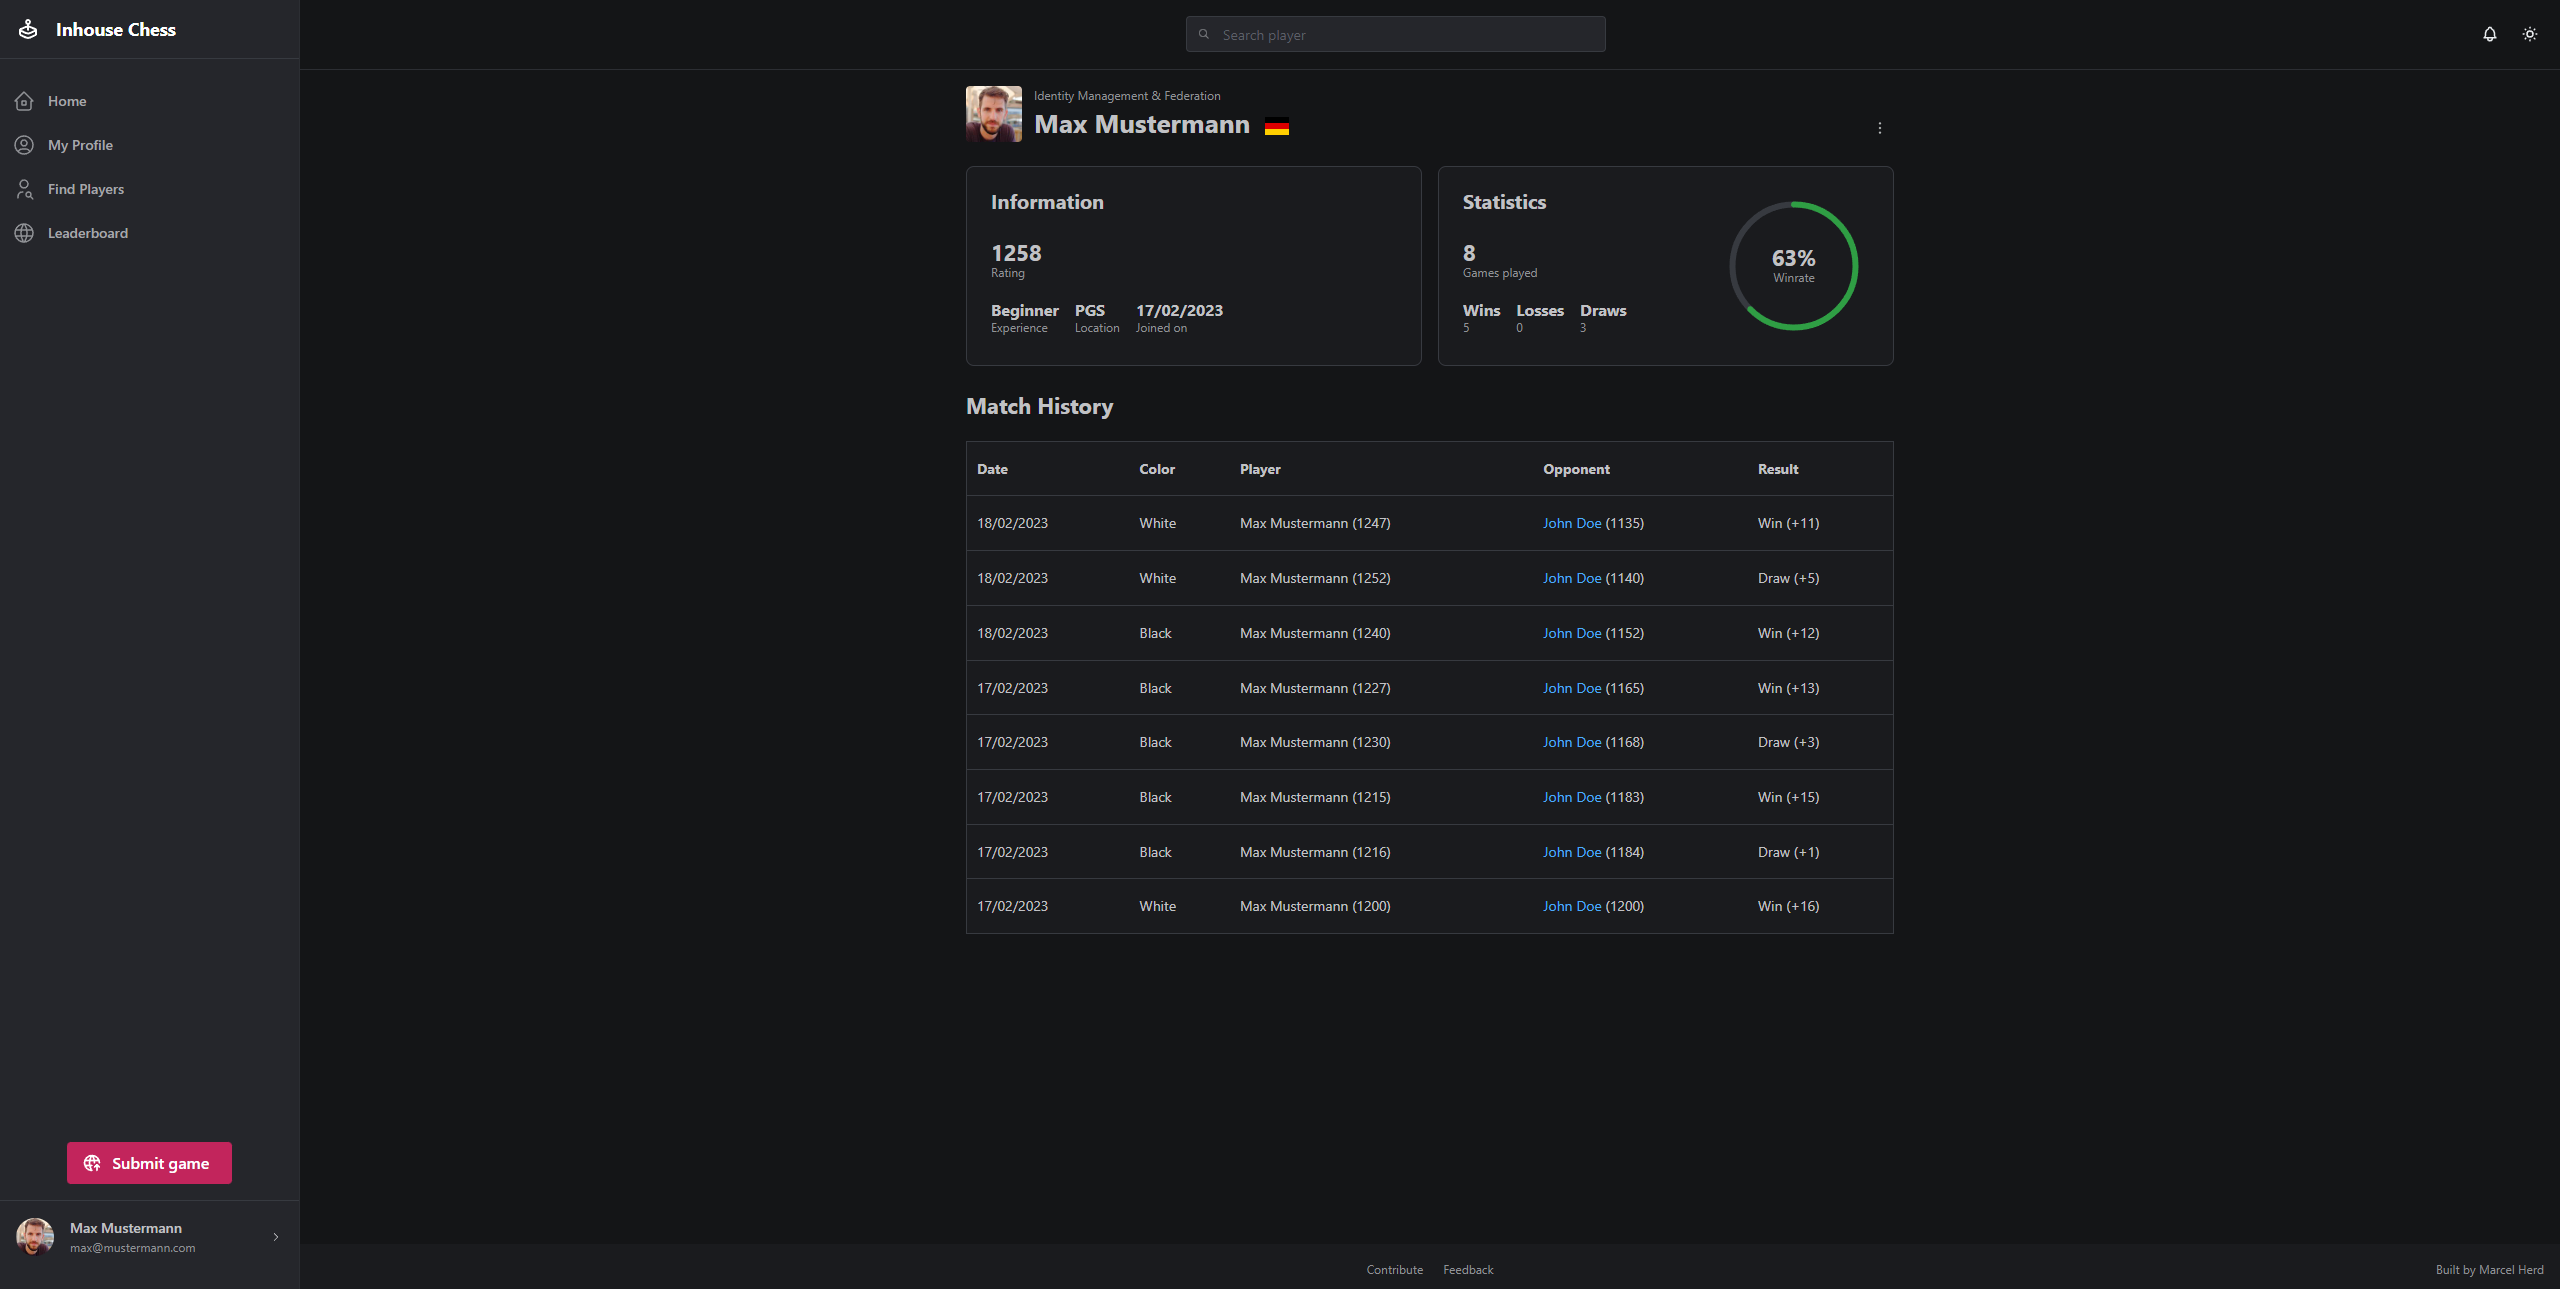 Inhouse Chess
Search player
Home
My Profile
Find Players
Leaderboard
Identity Management & Federation
Max Mustermann
Information
1258
Rating
Beginner PGS 17/02/2023
Experience Location Joined on
Statistics
8
Games played
Wins Losses Draws
5 0 3
63%
Winrate
Match History
Date Color Player Opponent Result
18/02/2023 White Max Mustermann (1247) John Doe (1135) Win (+11)
18/02/2023 White Max Mustermann (1252) John Doe (1140) Draw (+5)
18/02/2023 Black Max Mustermann (1240) John Doe (1152) Win (+12)
17/02/2023 Black Max Mustermann (1227) John Doe (1165) Win (+13)
17/02/2023 Black Max Mustermann (1230) John Doe (1168) Draw (+3)
17/02/2023 Black Max Mustermann (1215) John Doe (1183) Win (+15)
17/02/2023 Black Max Mustermann (1216) John Doe (1184) Draw (+1)
17/02/2023 White Max Mustermann (1200) John Doe (1200) Win (+16)
Submit game
Max Mustermann
max@mustermann.com
Contribute Feedback
Built by Marcel Herd